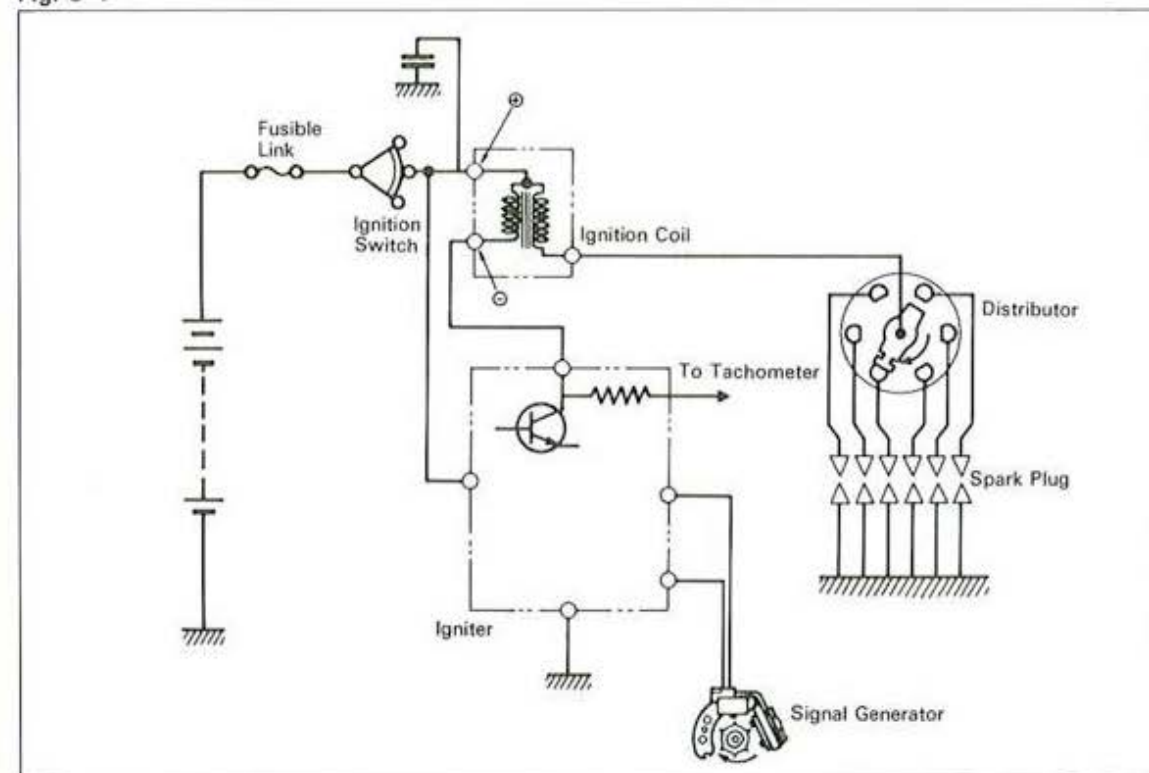 Fusible
Link
⊕
Ignition
Switch
Ignition Coil
⊖
Distributor
To Tachometer
Spark Plug
Igniter
Signal Generator